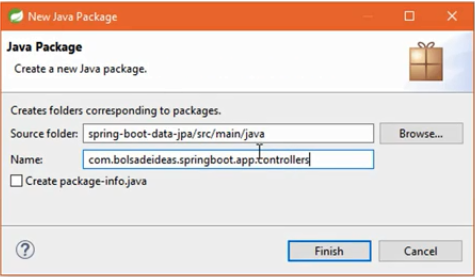 New Java Package
Java Package
Create a new Java package.
Creates folders corresponding to packages.
Source folder: spring-boot-data-jpa/src/main/java Browse...
Name: com.bolsadeideas.springboot.app.controllers
Create package-info.java
? Finish Cancel